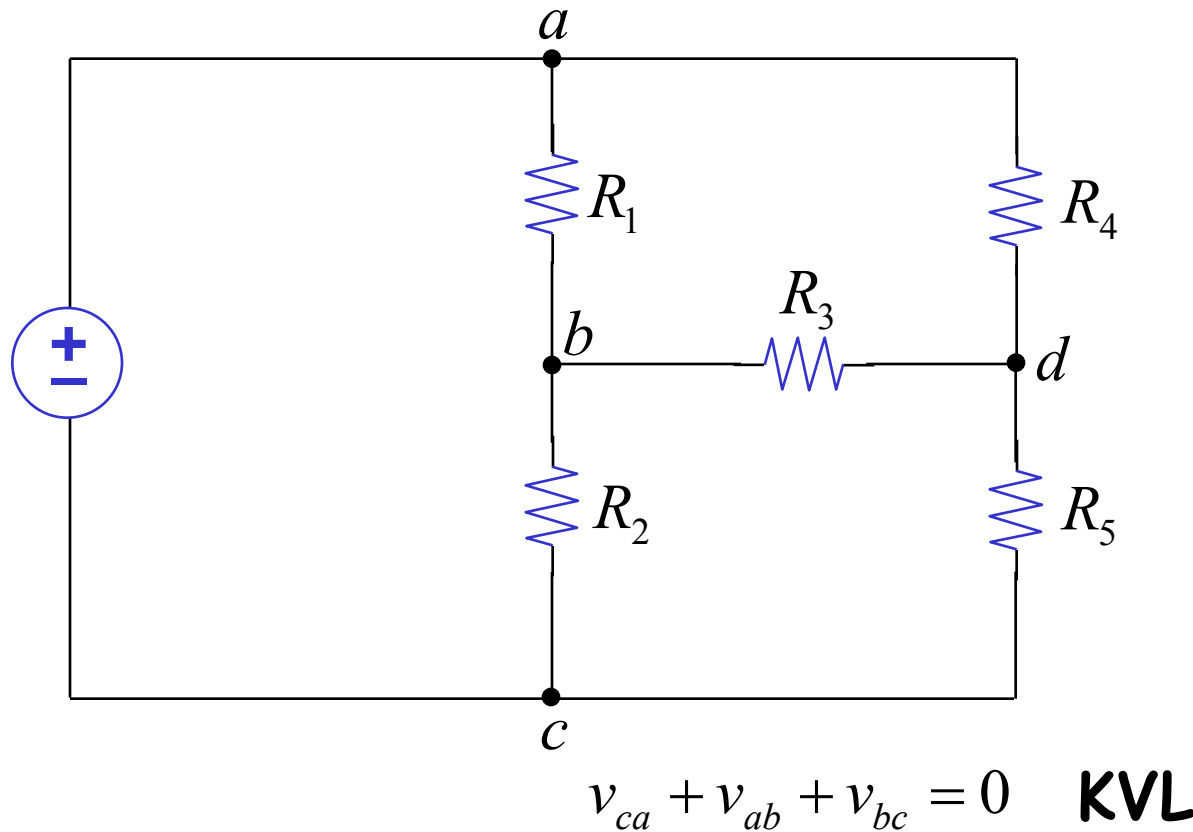 a
R₁
R₄
R₃
+
−
b
d
R₂
R₅
c
v_ca + v_ab + v_bc = 0 KVL